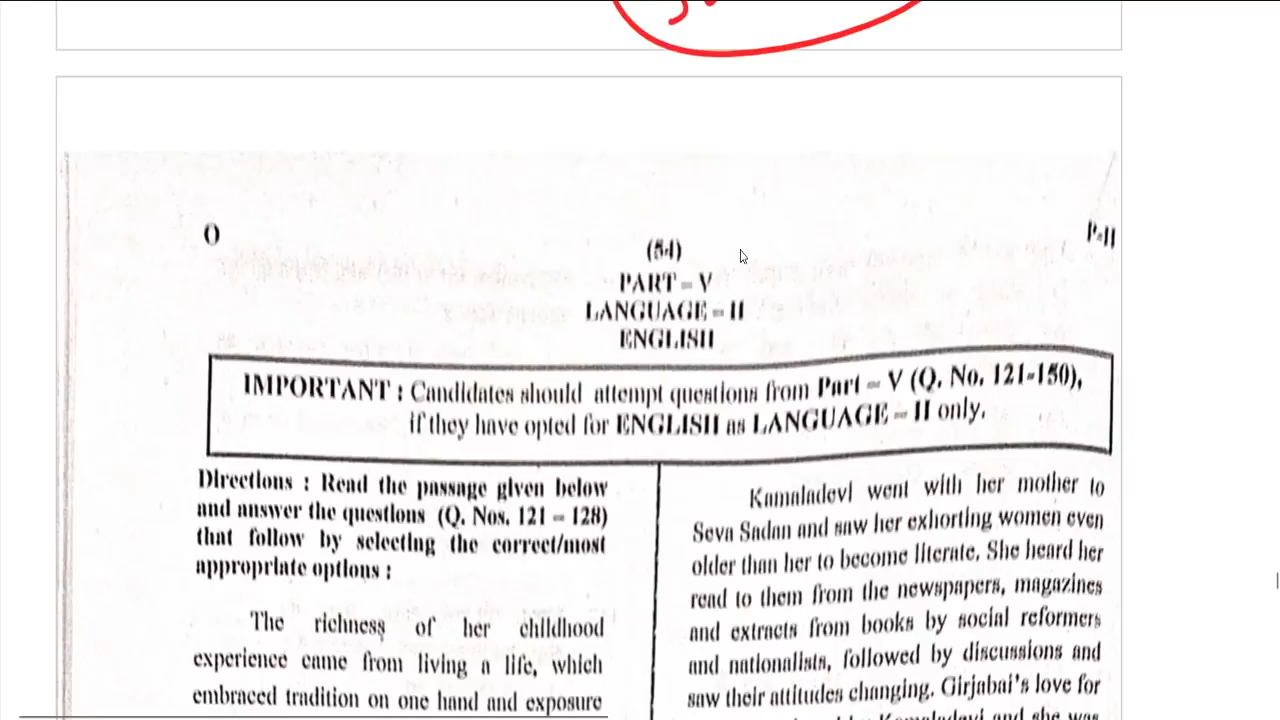 O
P-II
(54)
PART – V
LANGUAGE – II
ENGLISH
IMPORTANT : Candidates should attempt questions from Part – V (Q. No. 121-150),
if they have opted for ENGLISH as LANGUAGE – II only.
Directions : Read the passage given below
and answer the questions (Q. Nos. 121 – 128)
that follow by selecting the correct/most
appropriate options :
The richness of her childhood
experience came from living a life, which
embraced tradition on one hand and exposure
Kamaladevi went with her mother to
Seva Sadan and saw her exhorting women even
older than her to become literate. She heard her
read to them from the newspapers, magazines
and extracts from books by social reformers
and nationalists, followed by discussions and
saw their attitudes changing. Girjabai's love for
Kamaladevi and she was